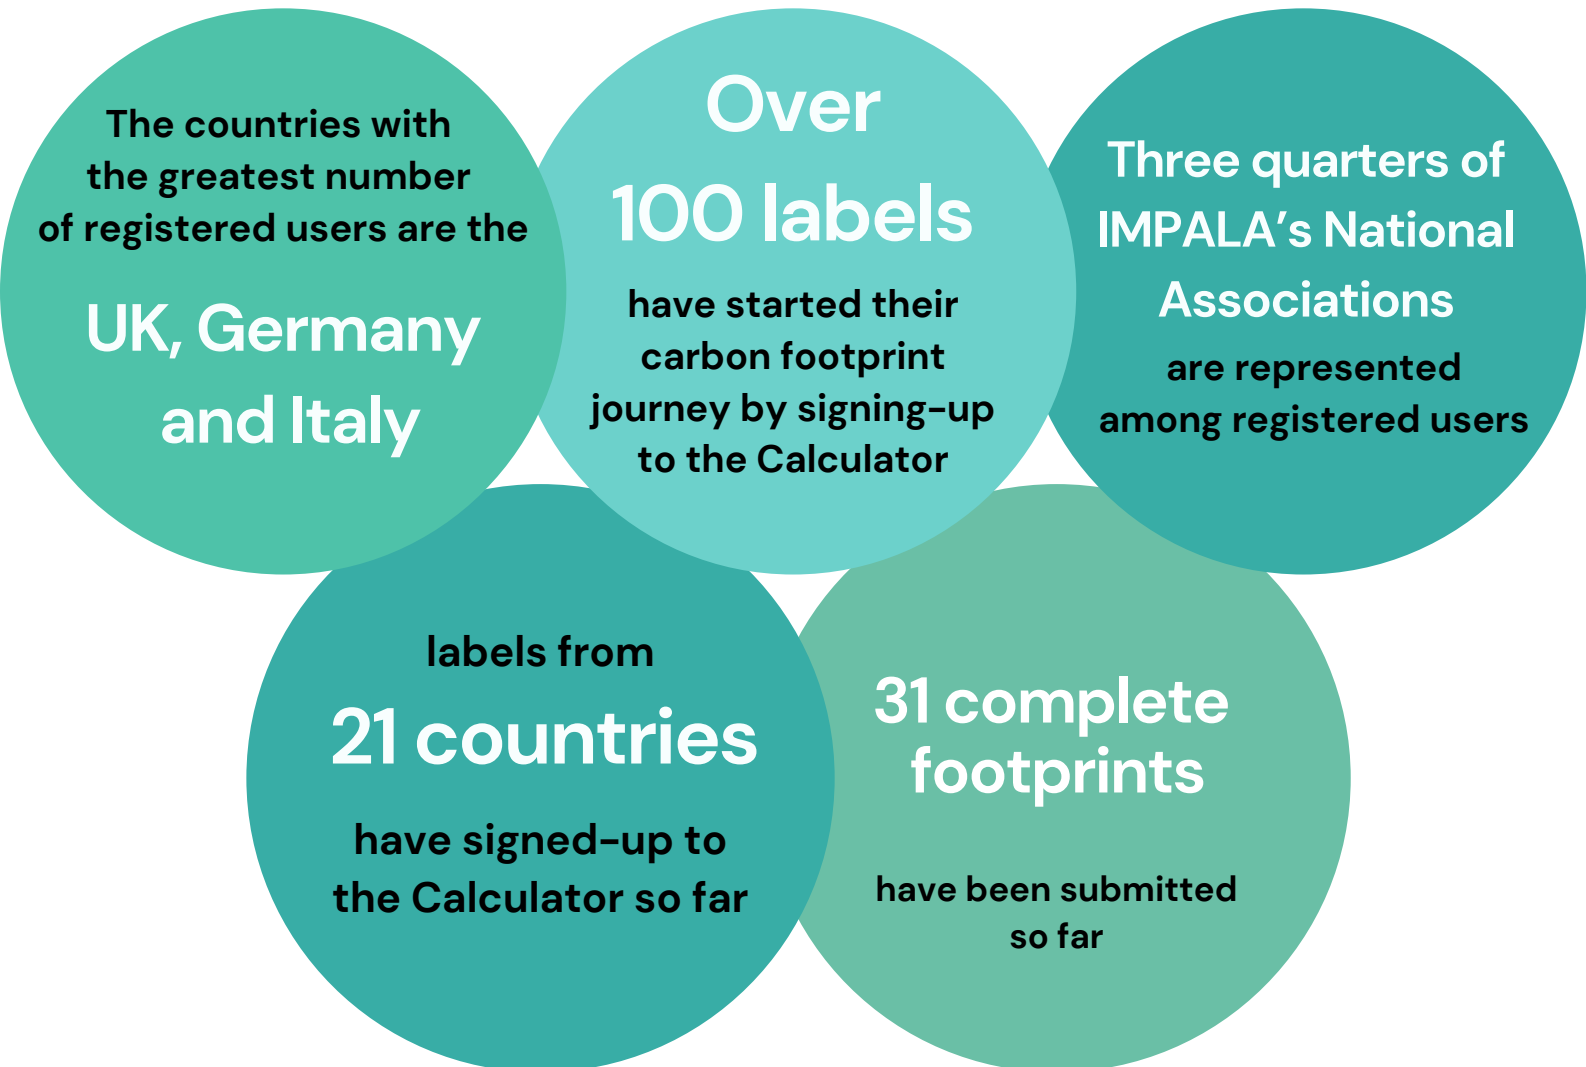 The countries with
the greatest number
of registered users are the
UK, Germany
and Italy
Over
100 labels
have started their
carbon footprint
journey by signing-up
to the Calculator
Three quarters of
IMPALA’s National
Associations
are represented
among registered users
labels from
21 countries
have signed-up to
the Calculator so far
31 complete
footprints
have been submitted
so far